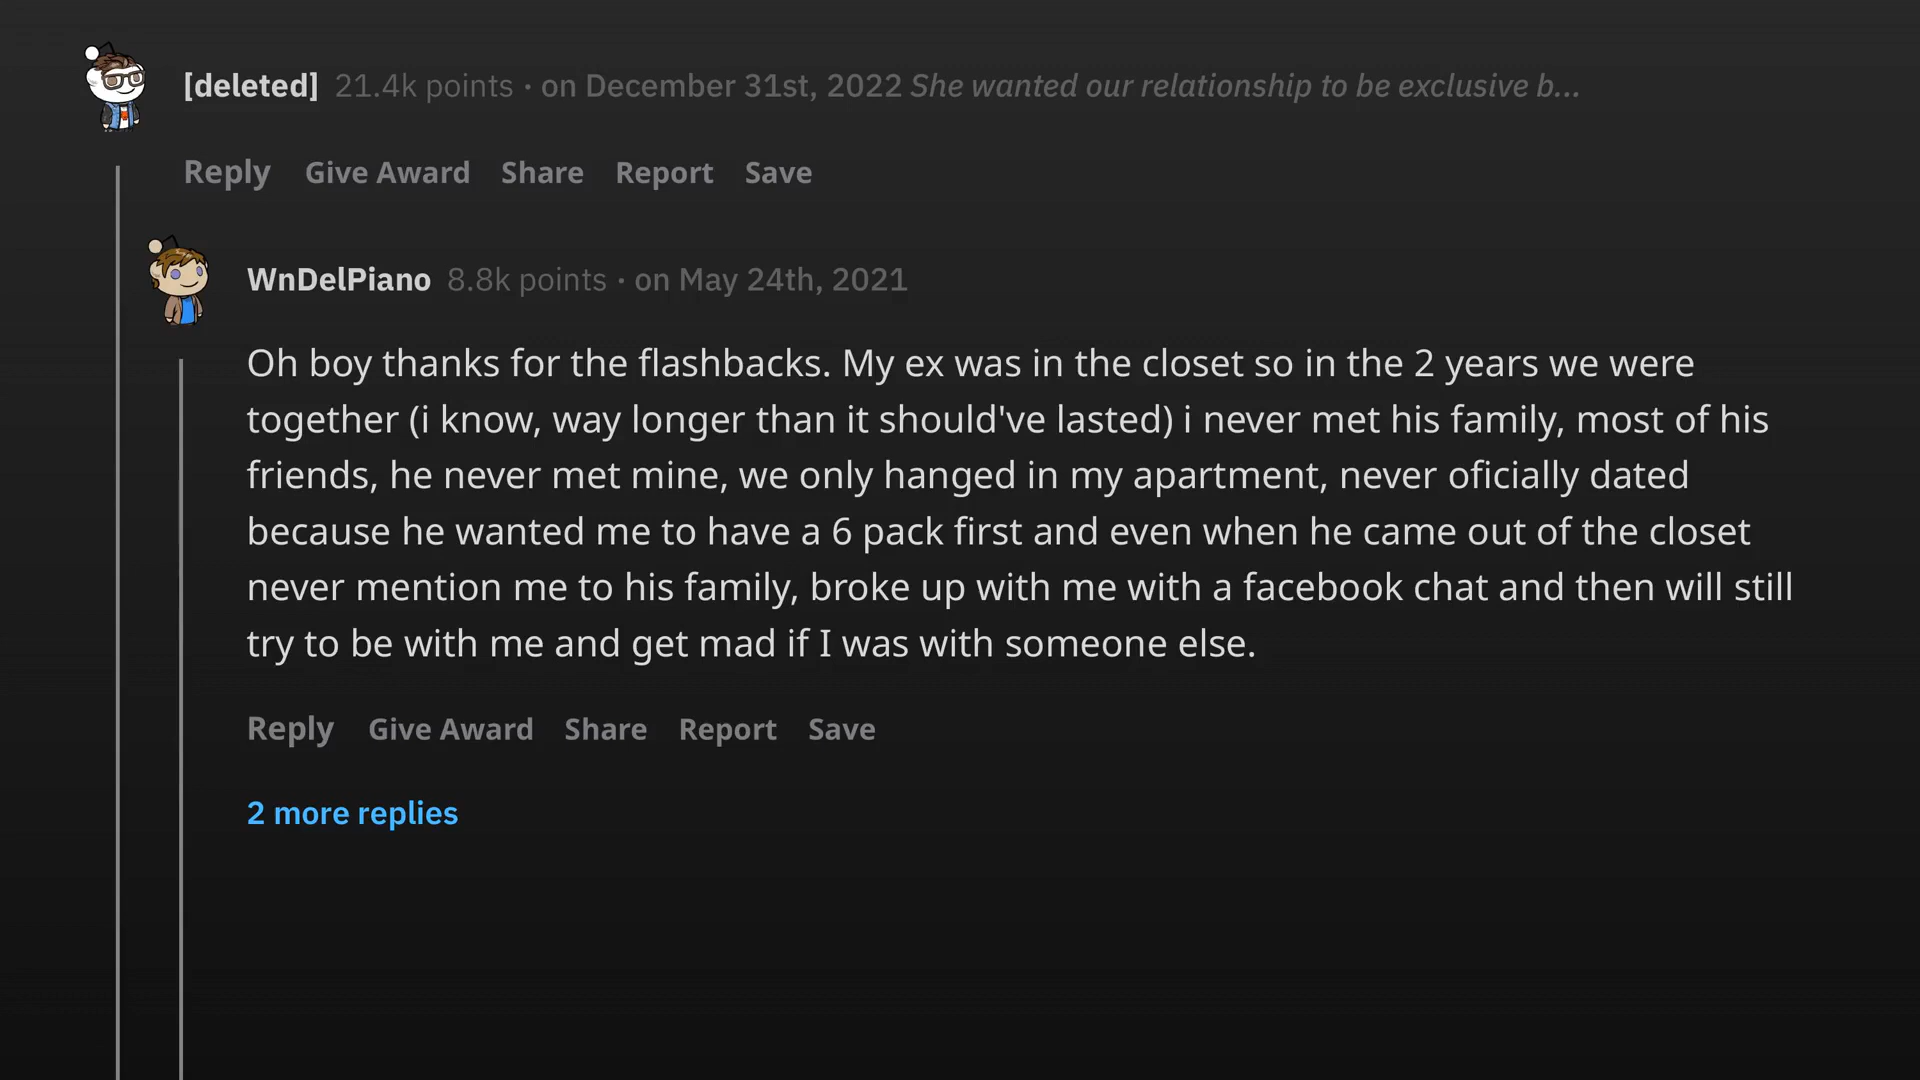 [deleted] 21.4k points · on December 31st, 2022 She wanted our relationship to be exclusive b...
Reply Give Award Share Report Save
WnDelPiano 8.8k points · on May 24th, 2021
Oh boy thanks for the flashbacks. My ex was in the closet so in the 2 years we were
together (i know, way longer than it should've lasted) i never met his family, most of his
friends, he never met mine, we only hanged in my apartment, never oficially dated
because he wanted me to have a 6 pack first and even when he came out of the closet
never mention me to his family, broke up with me with a facebook chat and then will still
try to be with me and get mad if I was with someone else.
Reply Give Award Share Report Save
2 more replies